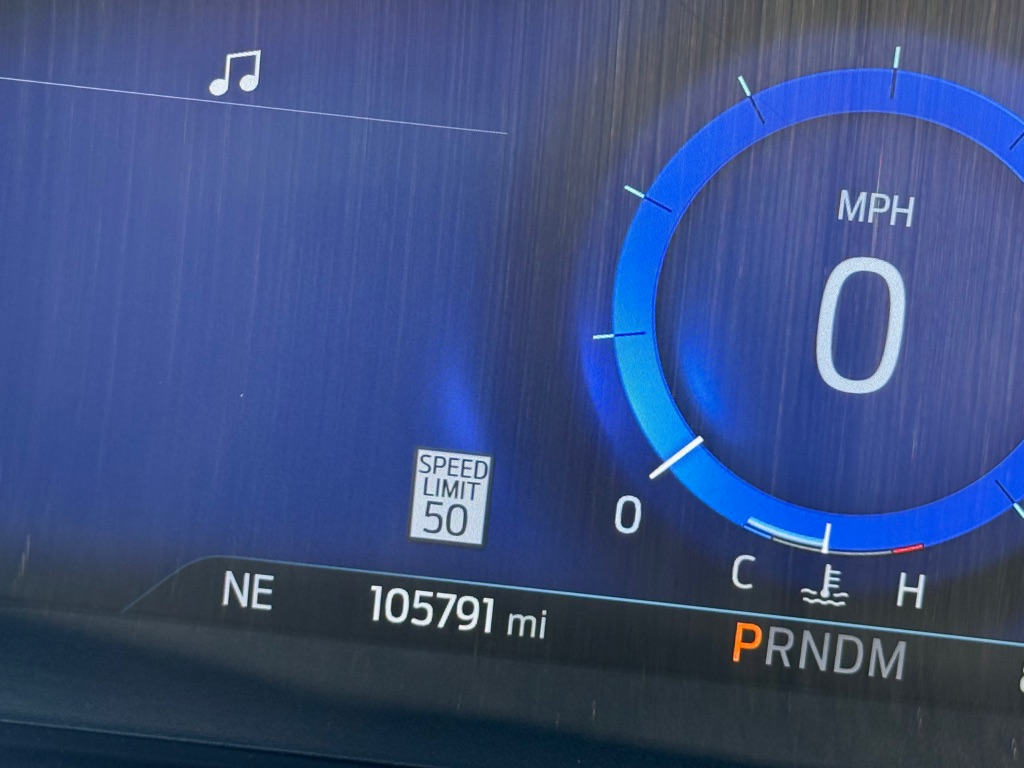 MPH
0
SPEED
LIMIT
50
0
C H
NE 105791 mi
PRNDM